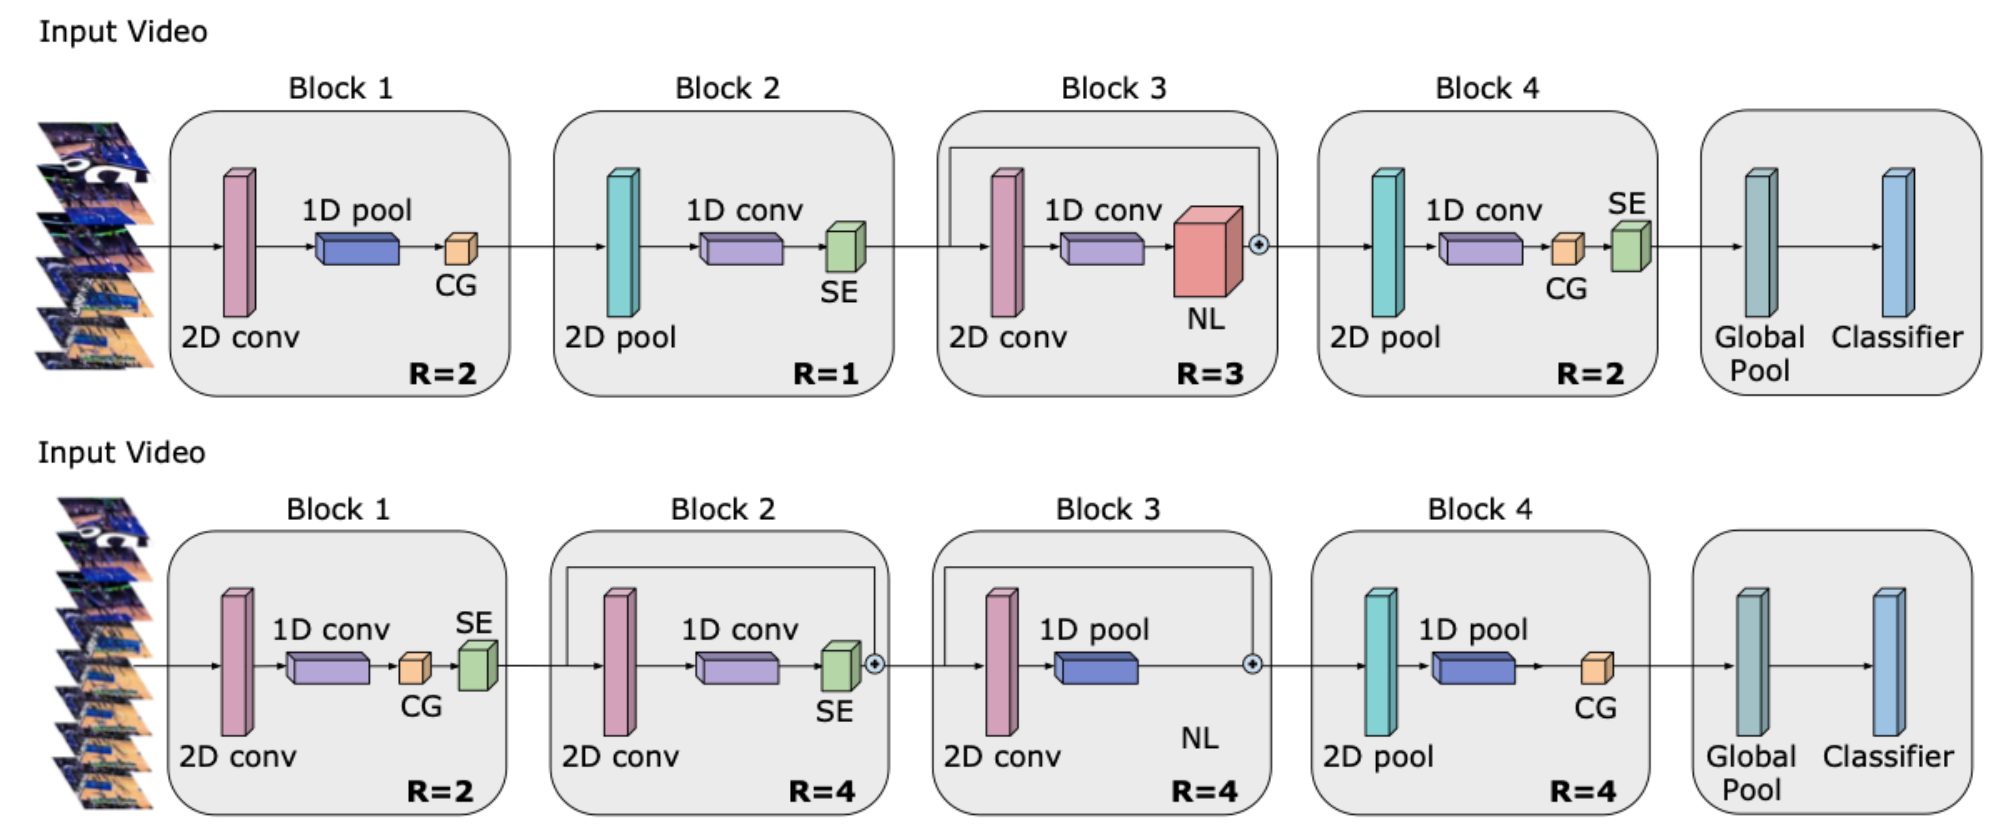 Input Video
Block 1
Block 2
Block 3
Block 4
1D pool
CG
2D conv
R=2
1D conv
SE
2D pool
R=1
1D conv
NL
2D conv
R=3
1D conv
SE
CG
2D pool
R=2
Global
Pool
Classifier
Input Video
Block 1
Block 2
Block 3
Block 4
1D conv
SE
CG
2D conv
R=2
1D conv
SE
2D conv
R=4
1D pool
NL
2D conv
R=4
1D pool
CG
2D pool
R=4
Global
Pool
Classifier